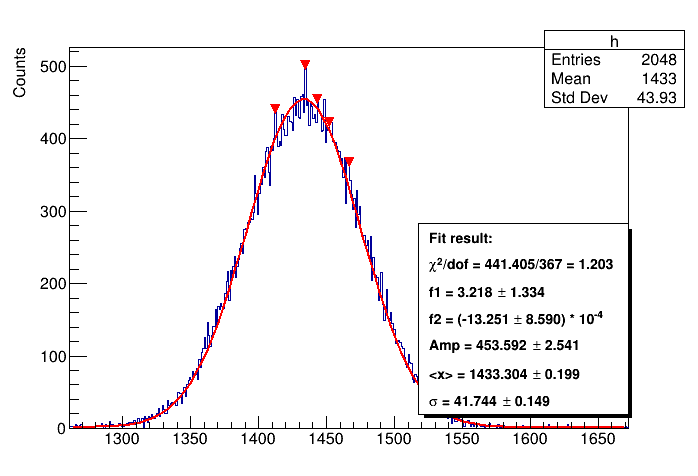 h
Entries 2048
Mean 1433
Std Dev 43.93
Counts
500
400
300
200
100
0
Fit result:
χ²/dof = 441.405/367 = 1.203
f1 = 3.218 ± 1.334
f2 = (-13.251 ± 8.590) * 10⁻⁴
Amp = 453.592 ± 2.541
<x> = 1433.304 ± 0.199
σ = 41.744 ± 0.149
1300 1350 1400 1450 1500 1550 1600 1650